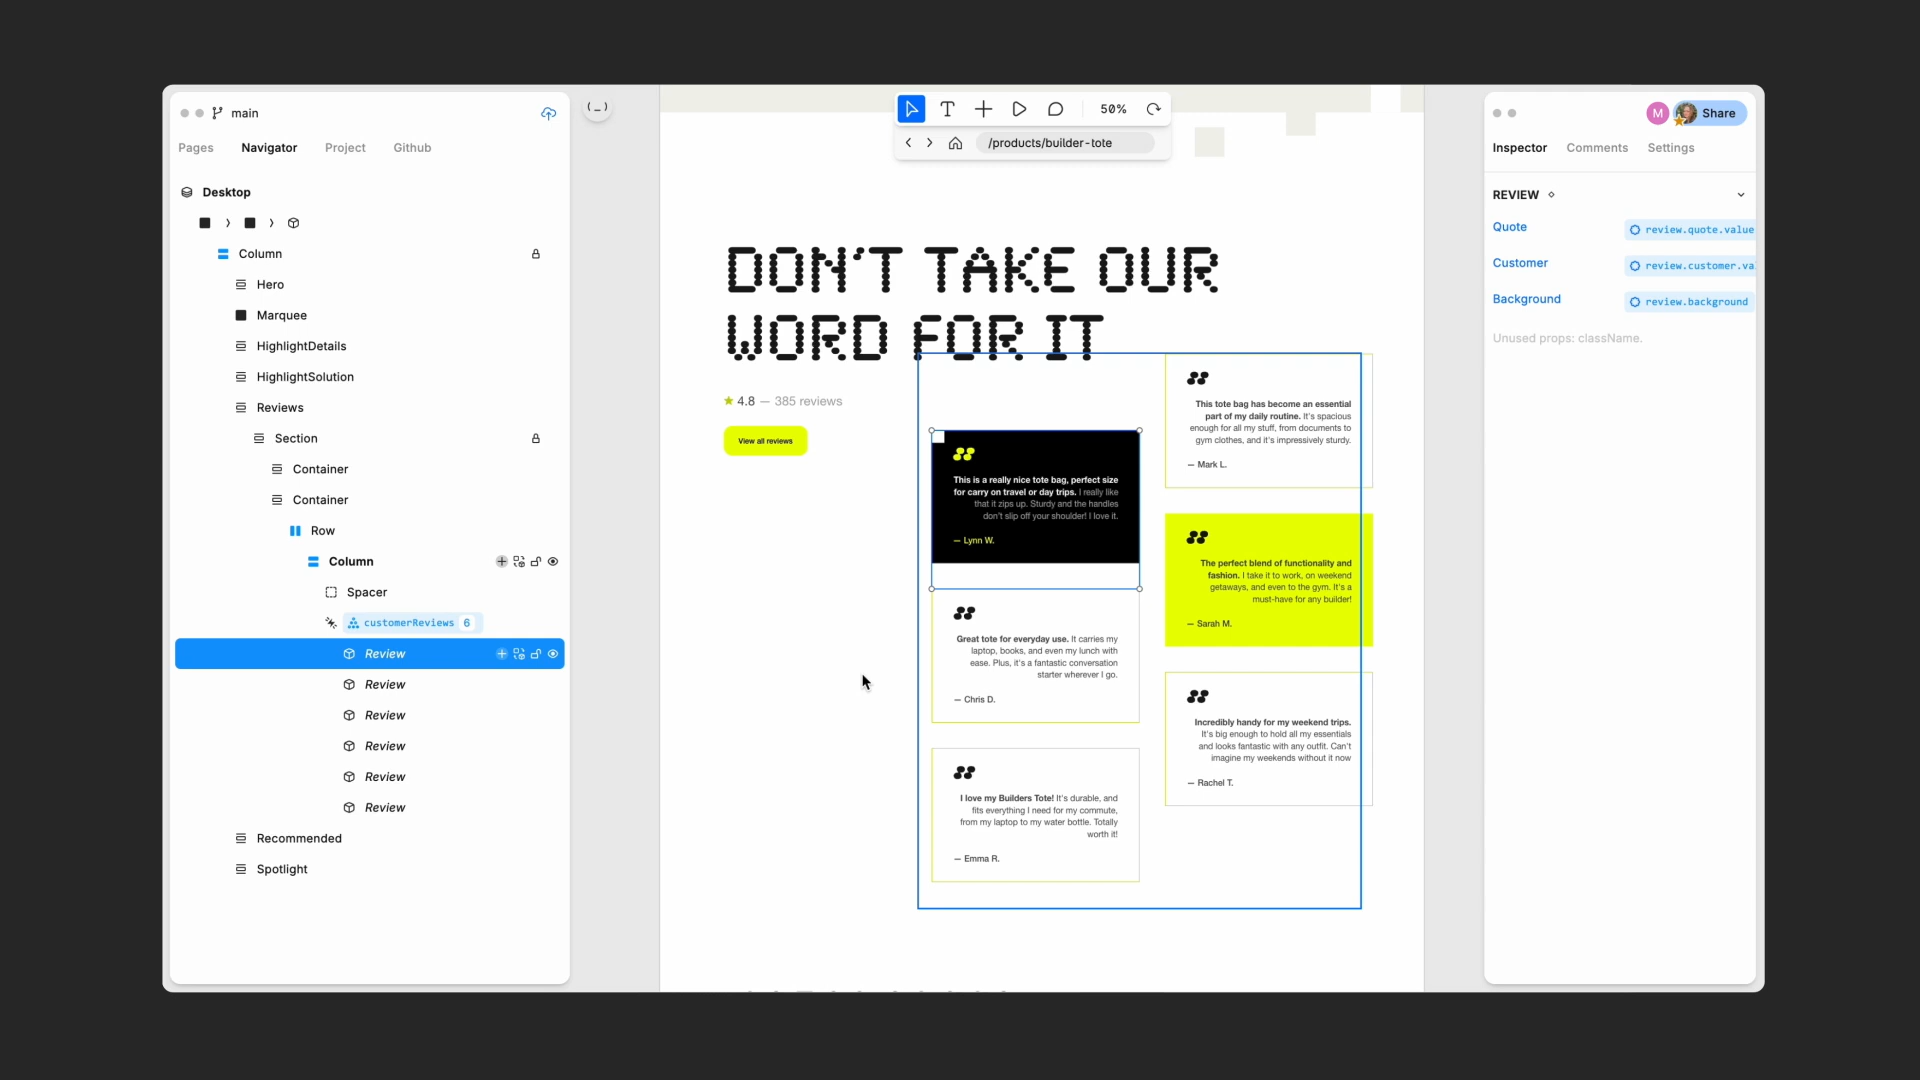 main
Pages
Navigator
Project
Github
Desktop
Column
Hero
Marquee
HighlightDetails
HighlightSolution
Reviews
Section
Container
Container
Row
Column
Spacer
customerReviews 6
Review
Review
Review
Review
Review
Review
Recommended
Spotlight
50%
/products/builder-tote
DON'T TAKE OUR
WORD FOR IT
4.8 — 385 reviews
View all reviews
This is a really nice tote bag, perfect size
for carry on travel or day trips. I really like
that it zips up. Sturdy and the handles
don't slip off your shoulder! I love it.
— Lynn W.
Great tote for everyday use. It carries my
laptop, books, and even my lunch with
ease. Plus, it's a fantastic conversation
starter wherever I go.
— Chris D.
I love my Builders Tote! It's durable, and
fits everything I need for my commute,
from my laptop to my water bottle. Totally
worth it!
— Emma R.
This tote bag has become an essential
part of my daily routine. It's spacious
enough for all my stuff, from documents to
gym clothes, and it's impressively sturdy.
— Mark L.
The perfect blend of functionality and
fashion. I take it to work, on weekend
getaways, and even to the gym. It's a
must-have for any builder!
— Sarah M.
Incredibly handy for my weekend trips.
It's big enough to hold all my essentials
and looks fantastic with any outfit. Can't
imagine my weekends without it now
— Rachel T.
M
Share
Inspector
Comments
Settings
REVIEW
Quote
review.quote.value
Customer
review.customer.va
Background
review.background
Unused props: className.